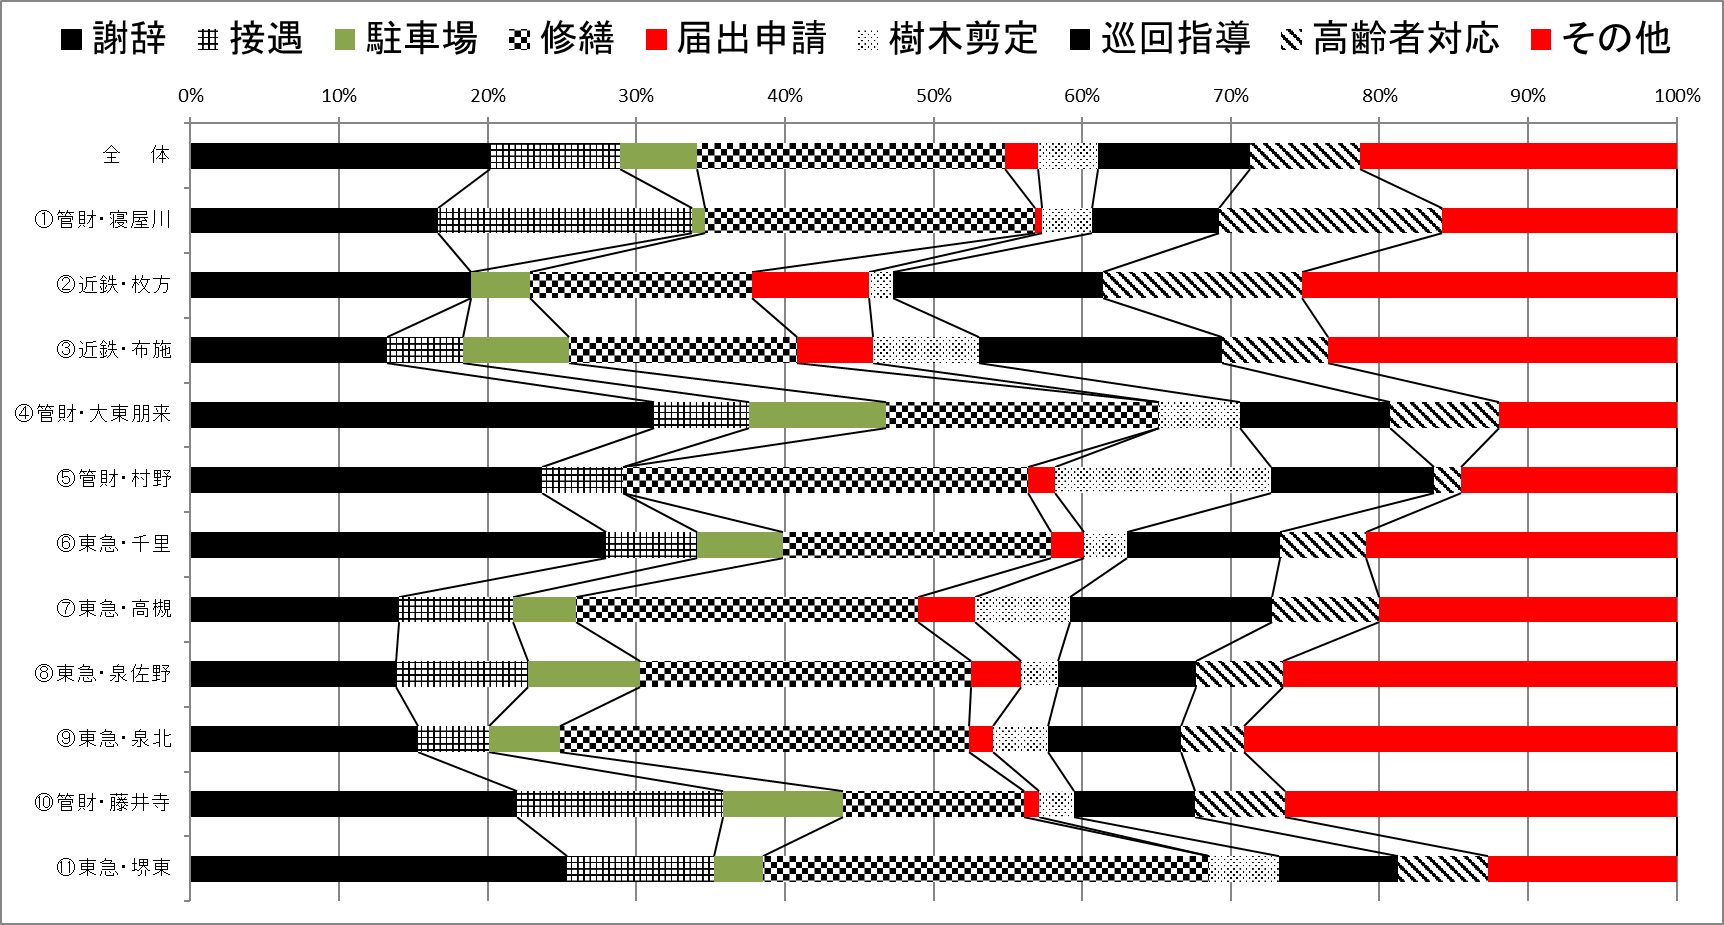 謝辞 接遇 駐車場 修繕 届出申請 樹木剪定 巡回指導 高齢者対応 その他
0% 10% 20% 30% 40% 50% 60% 70% 80% 90% 100%
全　体
①管財・寝屋川
②近鉄・枚方
③近鉄・布施
④管財・大東朋来
⑤管財・村野
⑥東急・千里
⑦東急・高槻
⑧東急・泉佐野
⑨東急・泉北
⑩管財・藤井寺
⑪東急・堺東